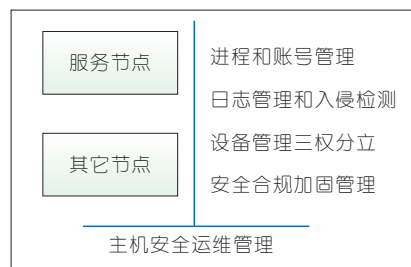 服务节点
其它节点
进程和账号管理
日志管理和入侵检测
设备管理三权分立
安全合规加固管理
主机安全运维管理